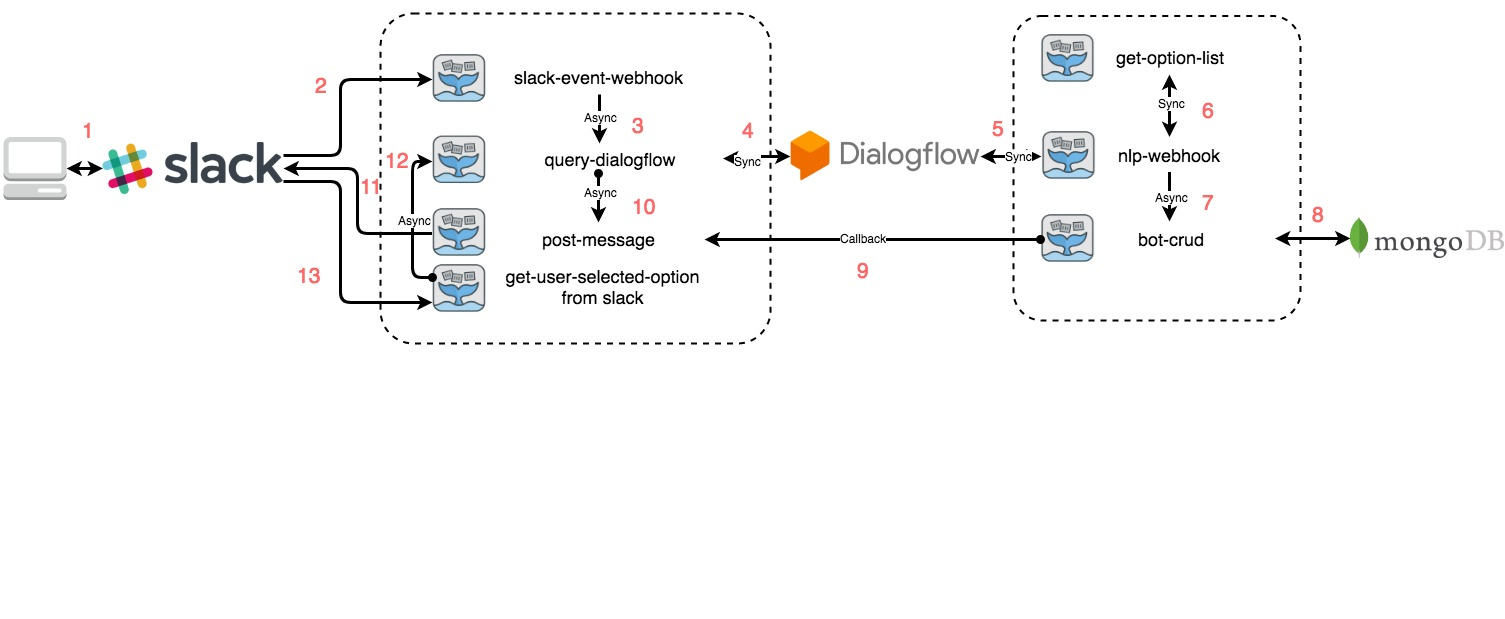 1
slack
2
slack-event-webhook
Async
3
query-dialogflow
12
Async
10
11
post-message
Async
13
get-user-selected-option
from slack
4
Sync
Dialogflow
5
Sync
get-option-list
Sync
6
nlp-webhook
Async
7
bot-crud
Callback
9
8
mongoDB